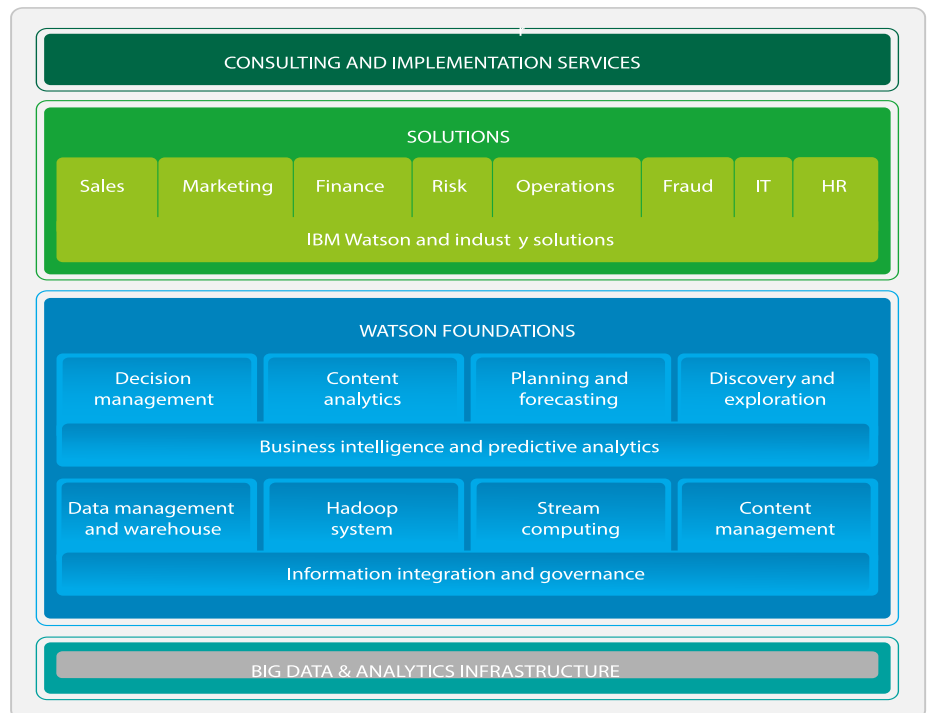 CONSULTING AND IMPLEMENTATION SERVICES
SOLUTIONS
Sales Marketing Finance Risk Operations Fraud IT HR
IBM Watson and indust y solutions
WATSON FOUNDATIONS
Decision management
Content analytics
Planning and forecasting
Discovery and exploration
Business intelligence and predictive analytics
Data management and warehouse
Hadoop system
Stream computing
Content management
Information integration and governance
BIG DATA & ANALYTICS INFRASTRUCTURE